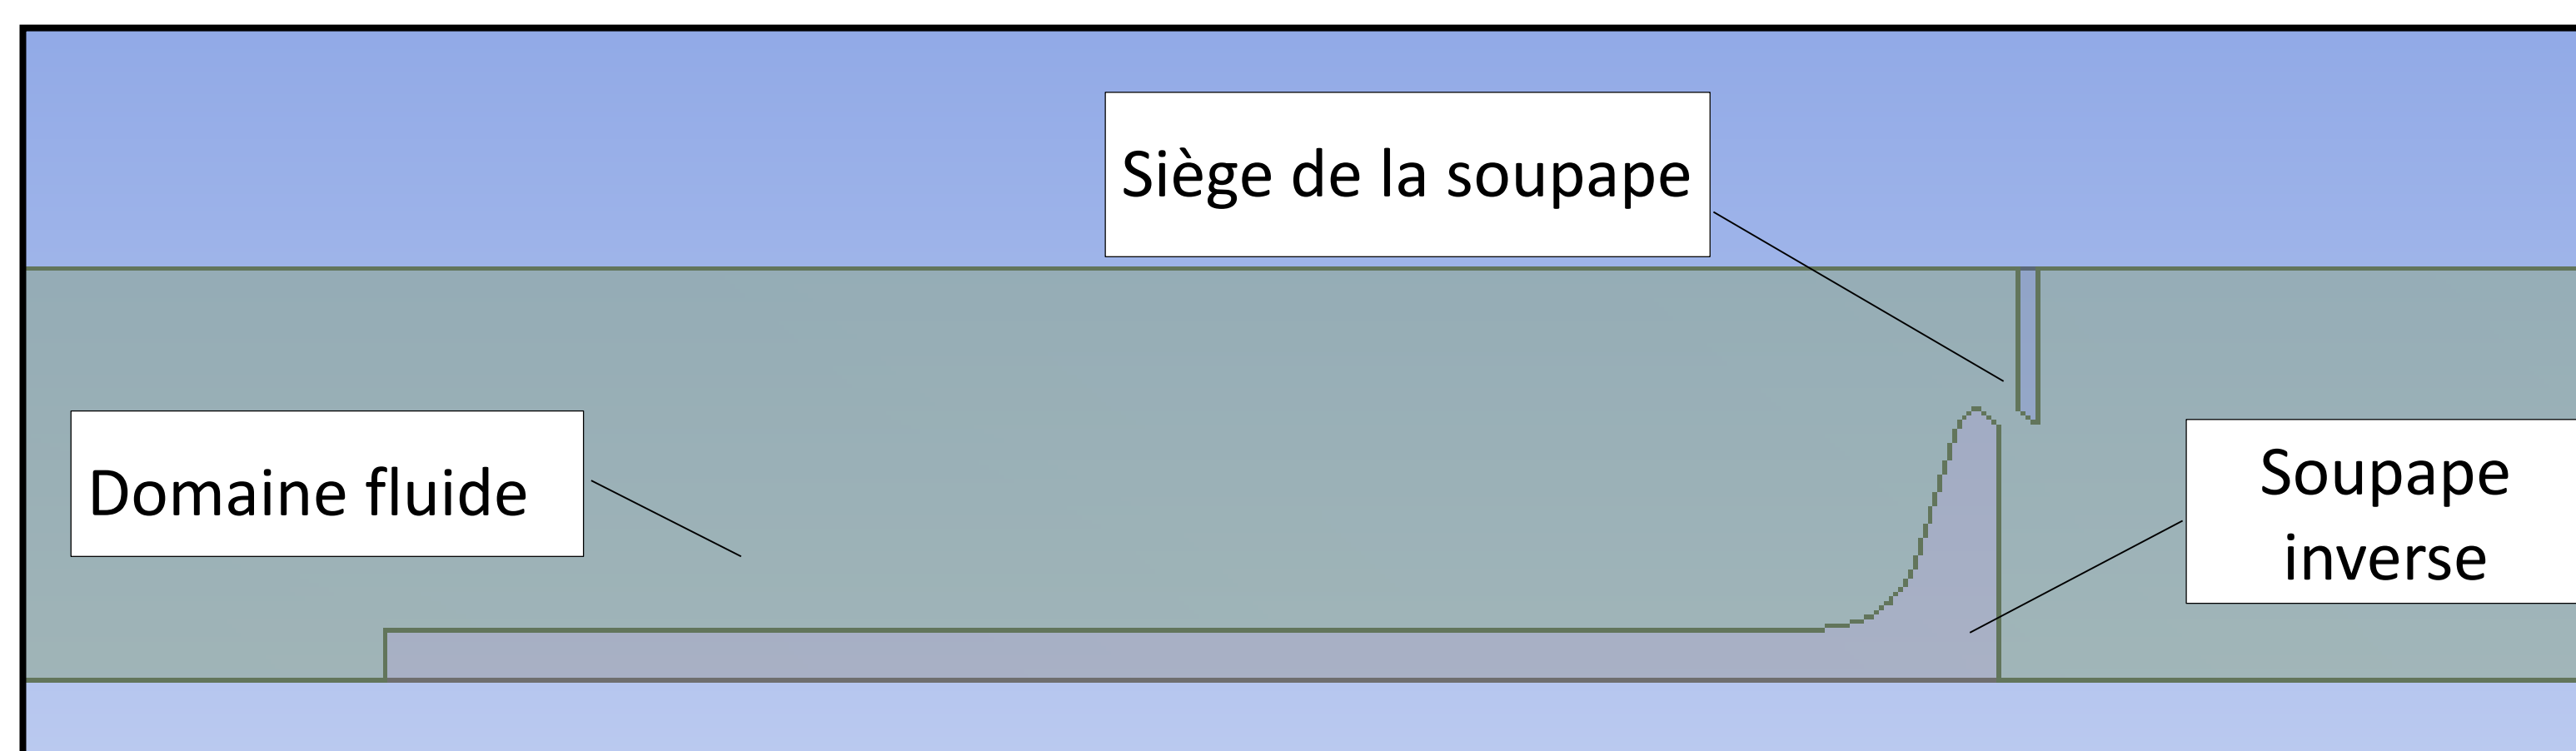 Siège de la soupape
Domaine fluide
Soupape
inverse